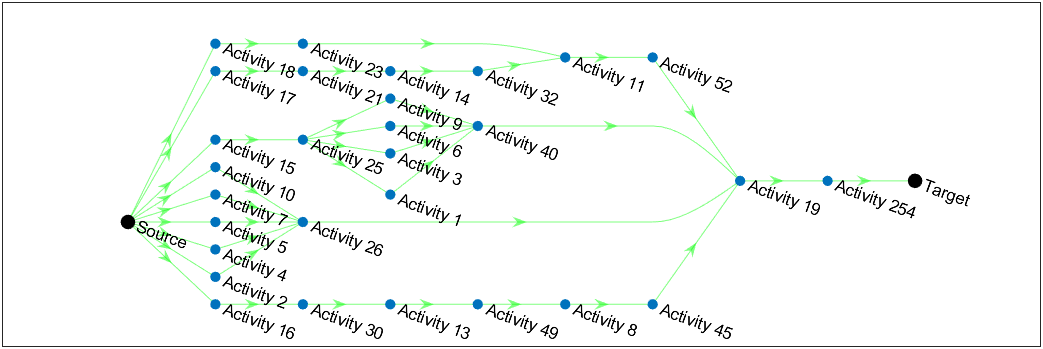 Activity 18
Activity 23
Activity 11
Activity 52
Activity 17
Activity 21
Activity 14
Activity 32
Activity 9
Activity 6
Activity 40
Activity 15
Activity 25
Activity 3
Activity 10
Activity 1
Activity 7
Activity 19
Activity 254
Target
Source
Activity 5
Activity 26
Activity 4
Activity 2
Activity 16
Activity 30
Activity 13
Activity 49
Activity 8
Activity 45